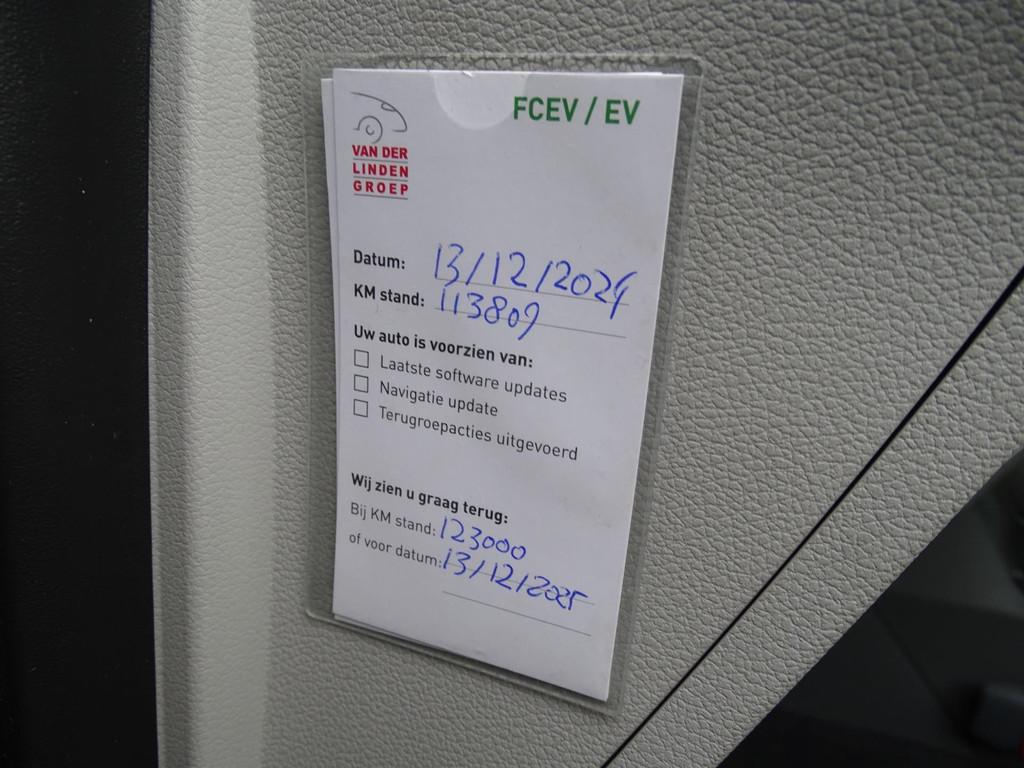 FCEV / EV
VAN DER
LINDEN
GROEP
Datum: 13/12/2024
KM stand: 113809
Uw auto is voorzien van:
Laatste software updates
Navigatie update
Terugroepacties uitgevoerd
Wij zien u graag terug:
Bij KM stand: 123000
of voor datum: 13/12/2025